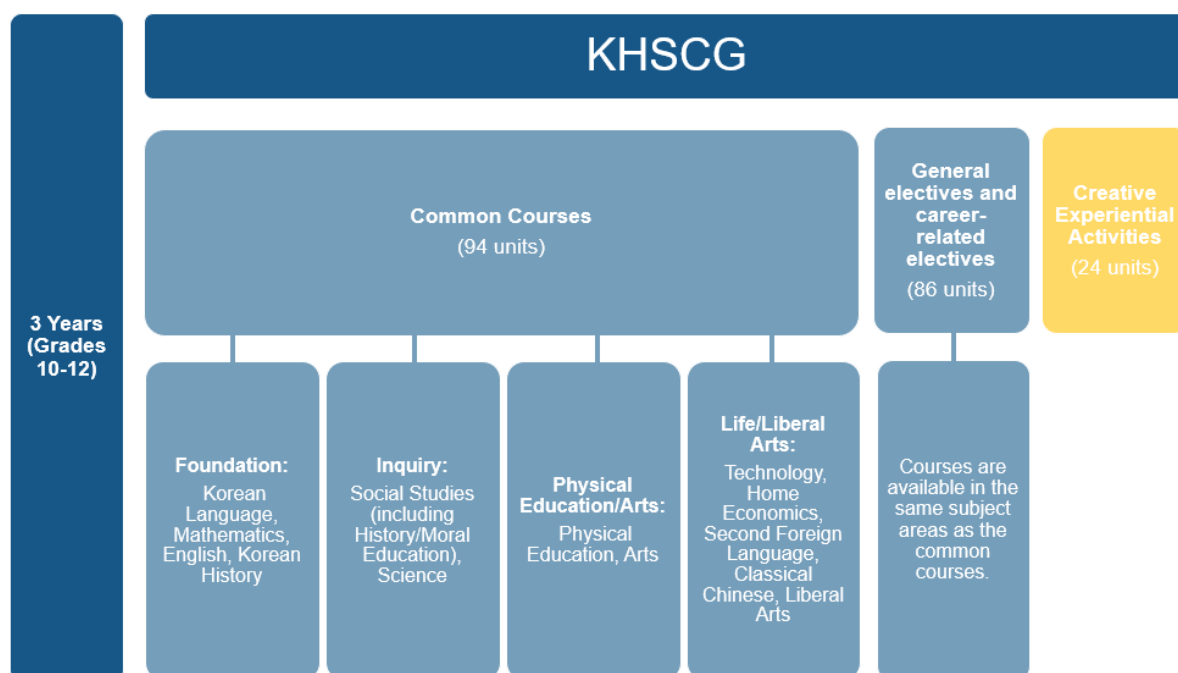 KHSCG
3 Years
(Grades
10-12)
Common Courses
(94 units)
General
electives and
career-
related
electives
(86 units)
Creative
Experiential
Activities
(24 units)
Foundation:
Korean
Language,
Mathematics,
English, Korean
History
Inquiry:
Social Studies
(including
History/Moral
Education),
Science
Physical
Education/Arts:
Physical
Education, Arts
Life/Liberal
Arts:
Technology,
Home
Economics,
Second Foreign
Language,
Classical
Chinese, Liberal
Arts
Courses are
available in the
same subject
areas as the
common
courses.